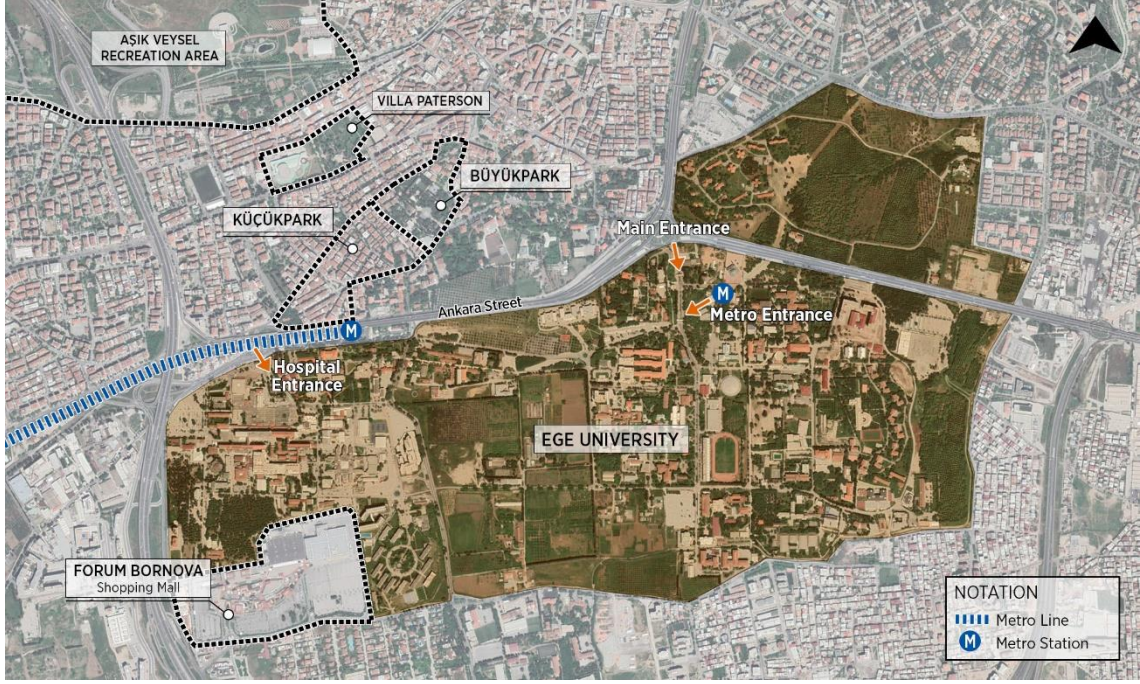 AŞIK VEYSEL
RECREATION AREA
VILLA PATERSON
BÜYÜKPARK
KÜÇÜKPARK
Main Entrance
Ankara Street
M
Metro Entrance
M
Hospital
Entrance
EGE UNIVERSITY
FORUM BORNOVA
Shopping Mall
NOTATION
Metro Line
M Metro Station